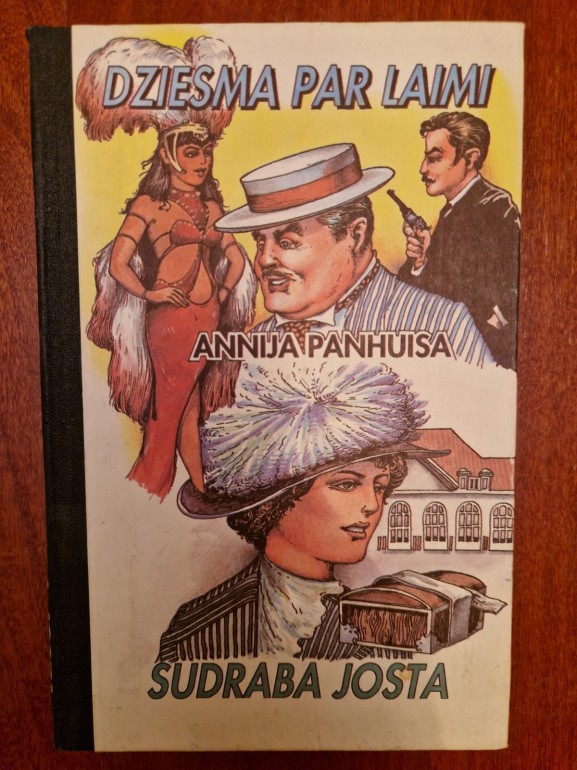 DZIESMA PAR LAIMI
ANNIJA PANHUISA
SUDRABA JOSTA